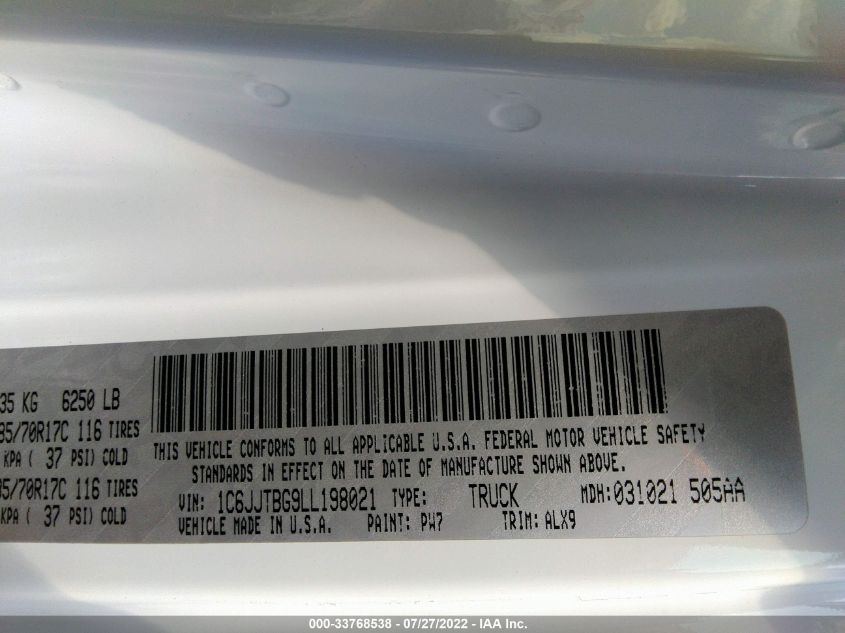 35 KG 6250 LB
85/70R17C 116 TIRES
KPA ( 37 PSI) COLD
85/70R17C 116 TIRES
KPA ( 37 PSI) COLD
THIS VEHICLE CONFORMS TO ALL APPLICABLE U.S.A. FEDERAL MOTOR VEHICLE SAFETY
STANDARDS IN EFFECT ON THE DATE OF MANUFACTURE SHOWN ABOVE.
VIN: 1C6JJTBG9LL198021 TYPE: TRUCK MDH:031021 505AA
VEHICLE MADE IN U.S.A. PAINT: PW7 TRIM: ALX9
000-33768538 - 07/27/2022 - IAA Inc.